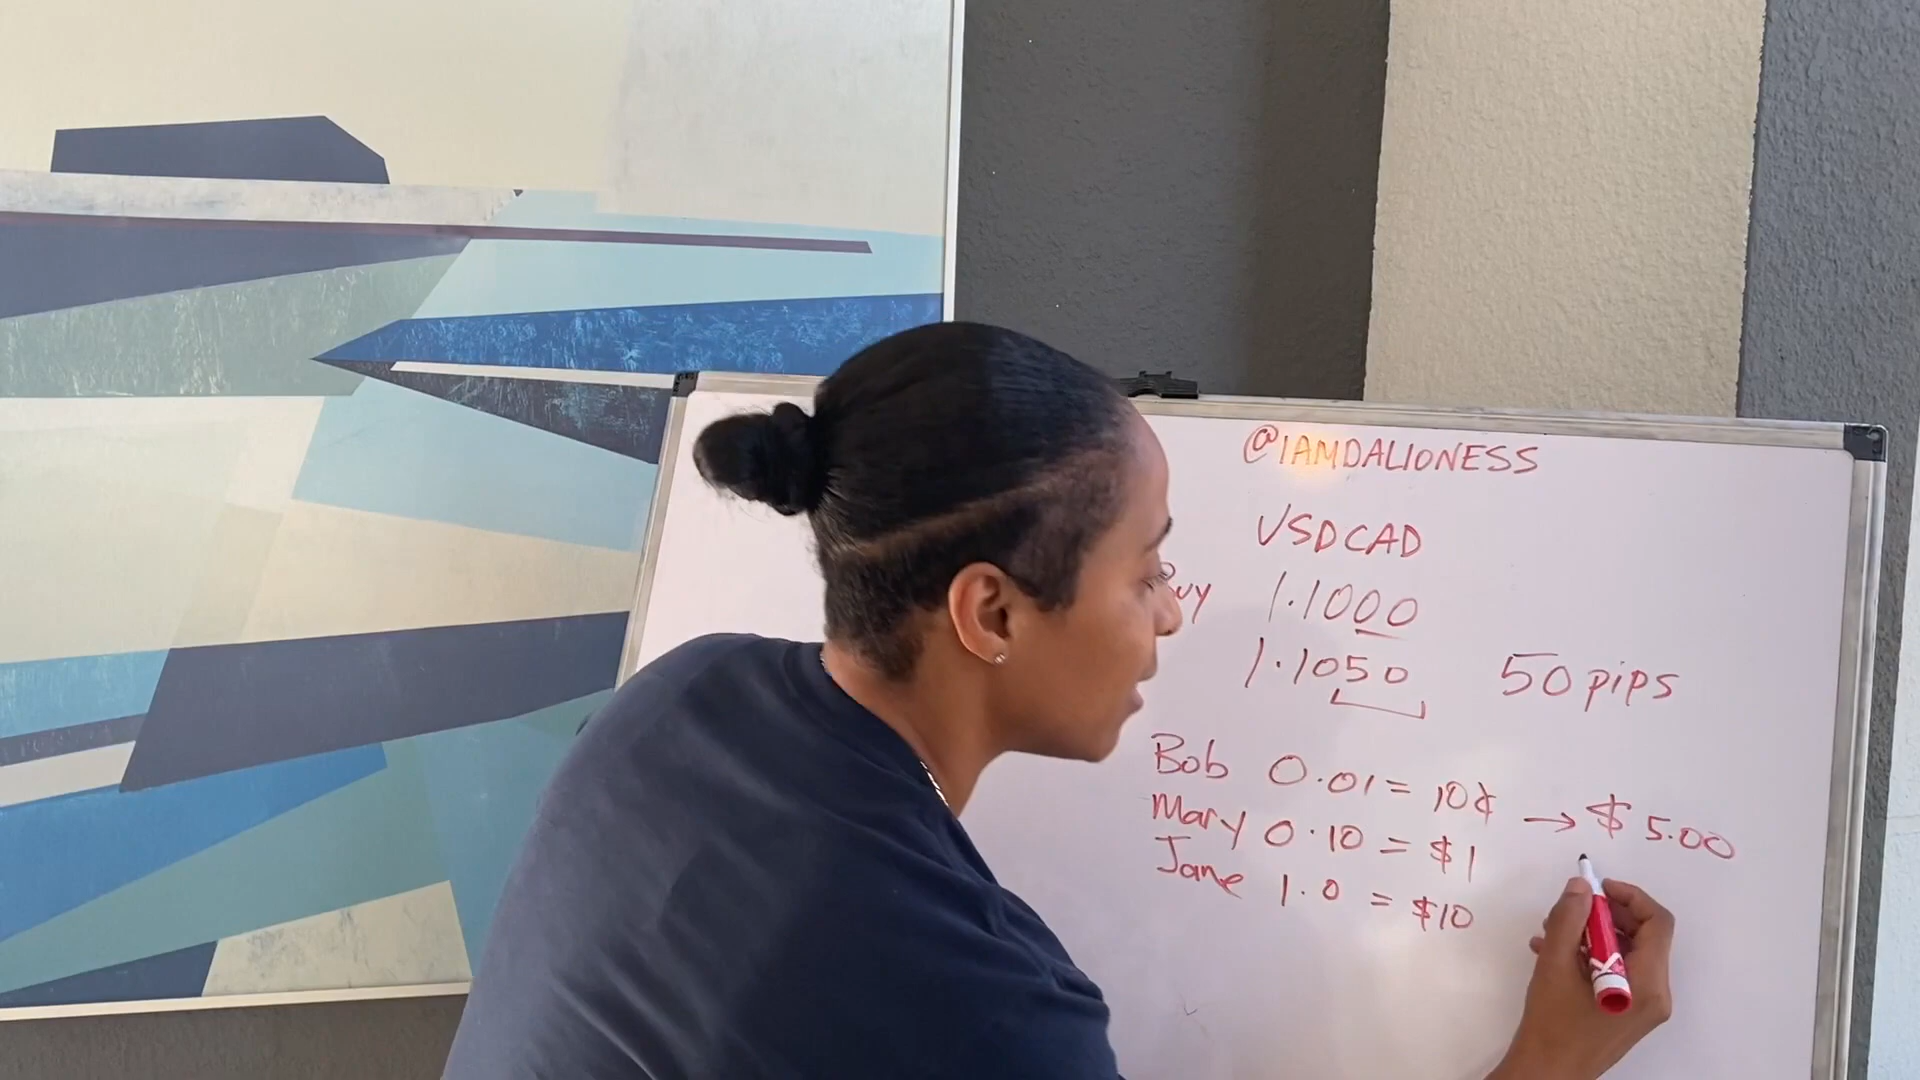 @IAMDALIONESS
USDCAD
Buy 1.1000
1.1050 50 pips
Bob 0.01 = 10¢ → $5.00
Mary 0.10 = $1
Jane 1.0 = $10